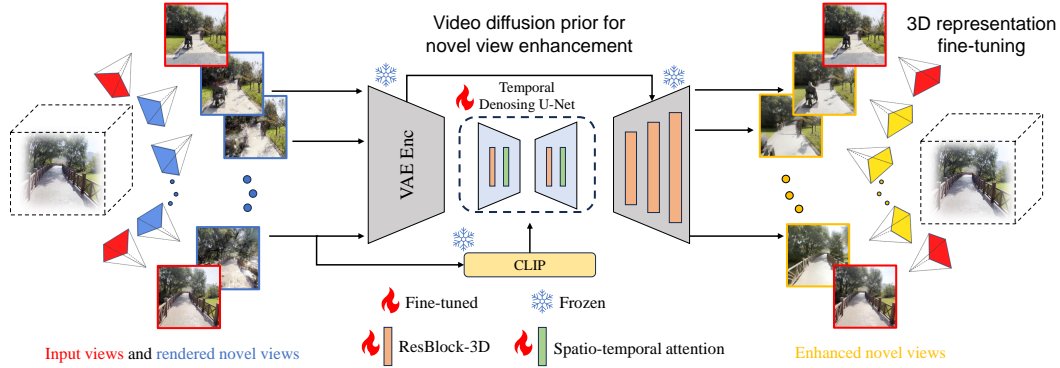 Video diffusion prior for
novel view enhancement
3D representation
fine-tuning
Temporal
Denosing U-Net
VAE Enc
CLIP
Fine-tuned
Frozen
ResBlock-3D
Spatio-temporal attention
Input views and rendered novel views
Enhanced novel views